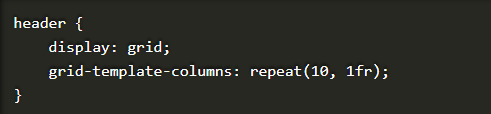 header {
    display: grid;
    grid-template-columns: repeat(10, 1fr);
}